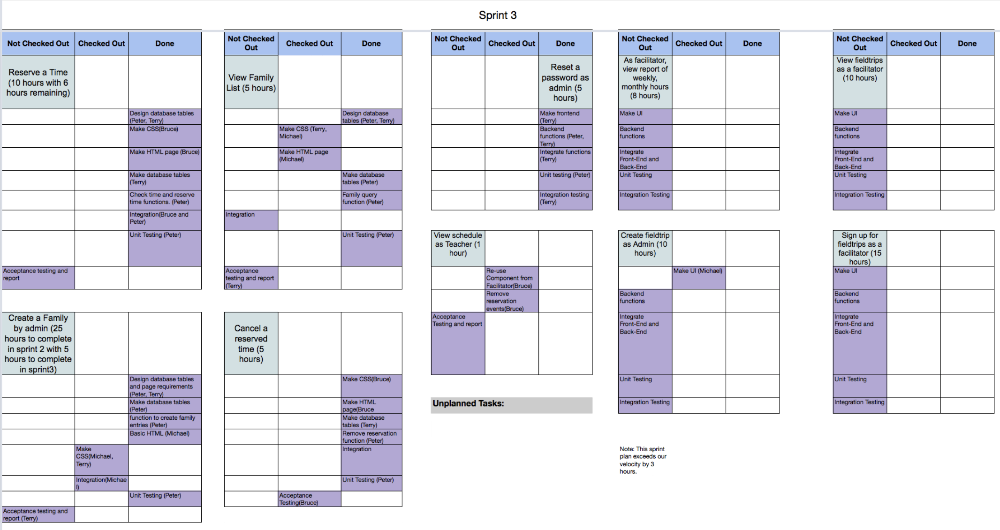 Sprint 3
Not Checked Out
Checked Out
Done
Reserve a Time
(10 hours with 6
hours remaining)
Design database tables
(Peter, Terry)
Make CSS(Bruce)
Make HTML page (Bruce)
Make database tables
(Terry)
Check time and reserve
time functions. (Peter)
Integration(Bruce and
Peter)
Unit Testing (Peter)
Acceptance testing and
report
Create a Family
by admin (25
hours to complete
in sprint 2 with 5
hours to complete
in sprint3)
Design database tables
and page requirements
(Peter, Terry)
Make database tables
(Peter)
function to create family
entries (Peter)
Basic HTML (Michael)
Make
CSS(Michael,
Terry)
Integration(Michae
l)
Unit Testing (Peter)
Acceptance testing and
report (Terry)
Not Checked
Out
Checked Out
Done
View Family
List (5 hours)
Design database
tables (Peter, Terry)
Make CSS (Terry,
Michael)
Make HTML page
(Michael)
Make database
tables (Peter)
Family query
function (Peter)
Integration
Unit Testing (Peter)
Acceptance
testing and report
(Terry)
Cancel a
reserved
time (5
hours)
Make CSS(Bruce)
Make HTML
page(Bruce
Make database
tables (Terry)
Remove reservation
function (Peter)
Integration
Unit Testing (Peter)
Acceptance
Testing(Bruce)
Not Checked
Out
Checked Out
Done
Reset a
password as
admin (5
hours)
Make frontend
(Terry)
Backend
functions (Peter,
Terry)
Integrate functions
(Terry)
Unit testing (Peter)
Integration testing
(Terry)
View schedule
as Teacher (1
hour)
Re-use
Component from
Facilitator(Bruce)
Remove
reservation
events(Bruce)
Acceptance
Testing and report
Unplanned Tasks:
Not Checked
Out
Checked Out
Done
As facilitator,
view report of
weekly,
monthly hours
(8 hours)
Make UI
Backend
functions
Integrate
Front-End and
Back-End
Unit Testing
Integration Testing
Create fieldtrip
as Admin (10
hours)
Make UI (Michael)
Backend
functions
Integrate
Front-End and
Back-End
Unit Testing
Integration Testing
Note: This sprint
plan exceeds our
velocity by 3
hours.
Not Checked
Out
Checked Out
Done
View fieldtrips
as a facilitator
(10 hours)
Make UI
Backend
functions
Integrate
Front-End and
Back-End
Unit Testing
Integration Testing
Sign up for
fieldtrips as a
facilitator (15
hours)
Make UI
Backend
functions
Integrate
Front-End and
Back-End
Unit Testing
Integration Testing